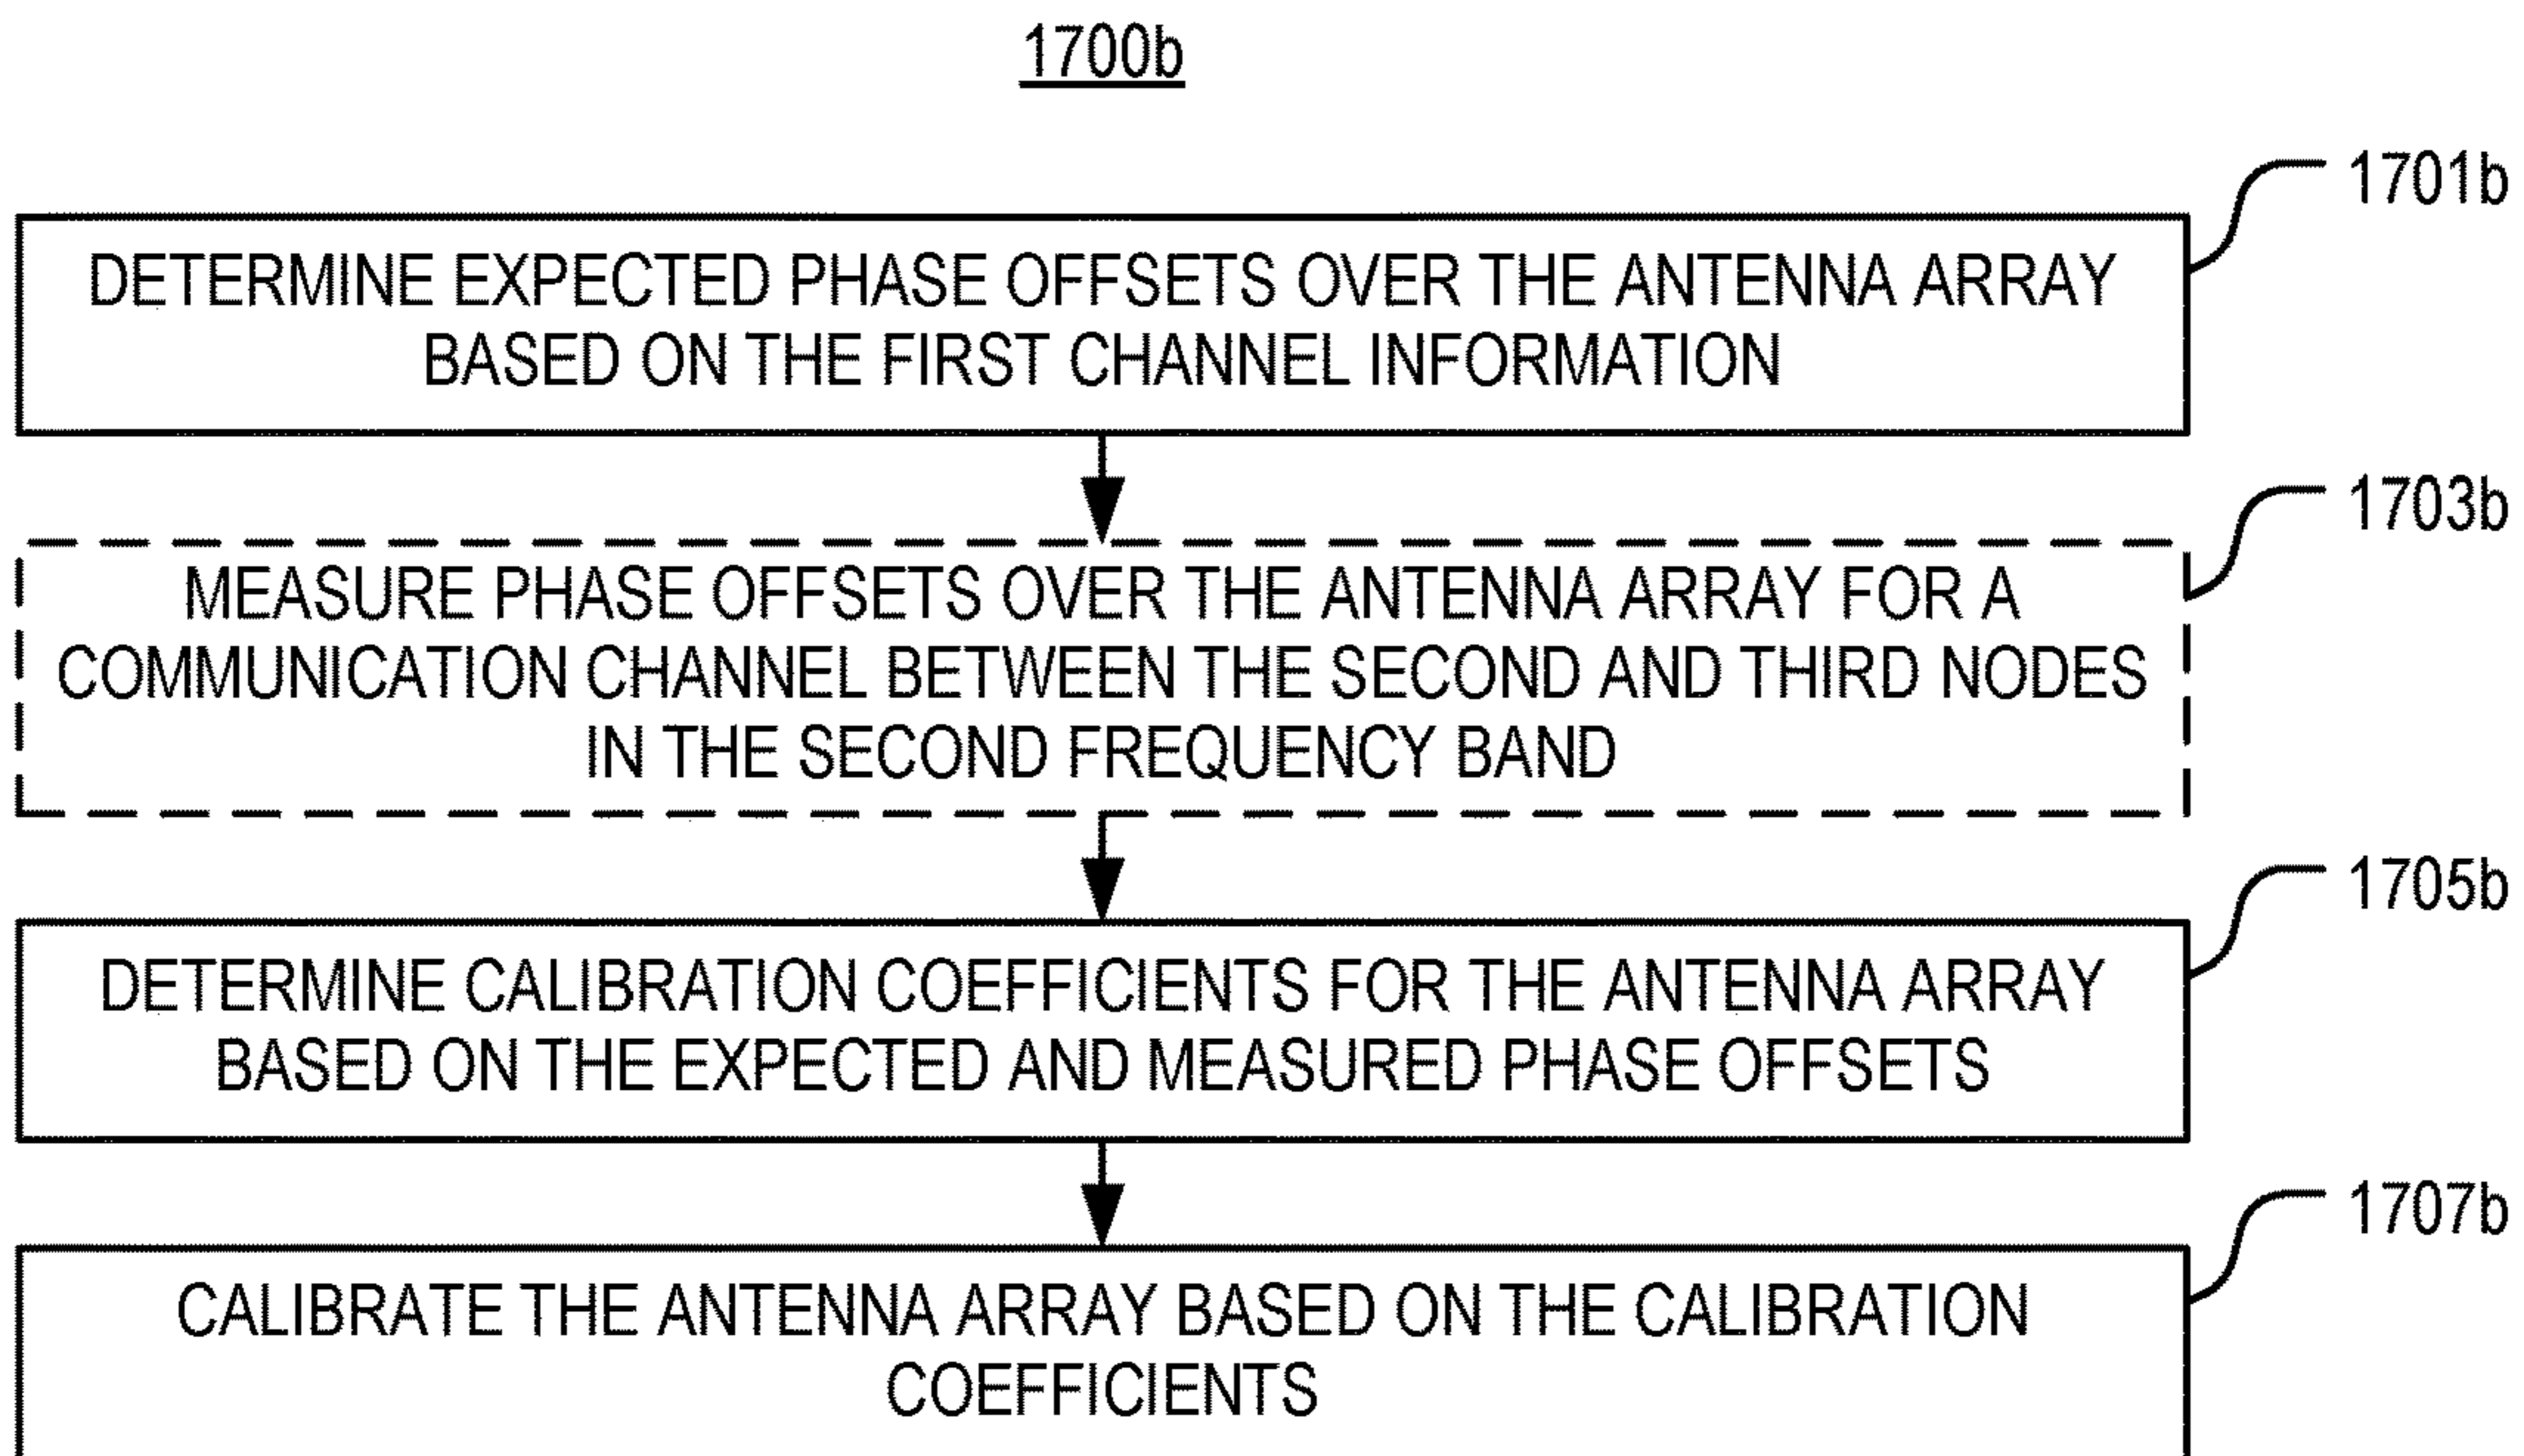 1700b
1701b
DETERMINE EXPECTED PHASE OFFSETS OVER THE ANTENNA ARRAY
BASED ON THE FIRST CHANNEL INFORMATION
1703b
MEASURE PHASE OFFSETS OVER THE ANTENNA ARRAY FOR A
COMMUNICATION CHANNEL BETWEEN THE SECOND AND THIRD NODES
IN THE SECOND FREQUENCY BAND
1705b
DETERMINE CALIBRATION COEFFICIENTS FOR THE ANTENNA ARRAY
BASED ON THE EXPECTED AND MEASURED PHASE OFFSETS
1707b
CALIBRATE THE ANTENNA ARRAY BASED ON THE CALIBRATION
COEFFICIENTS